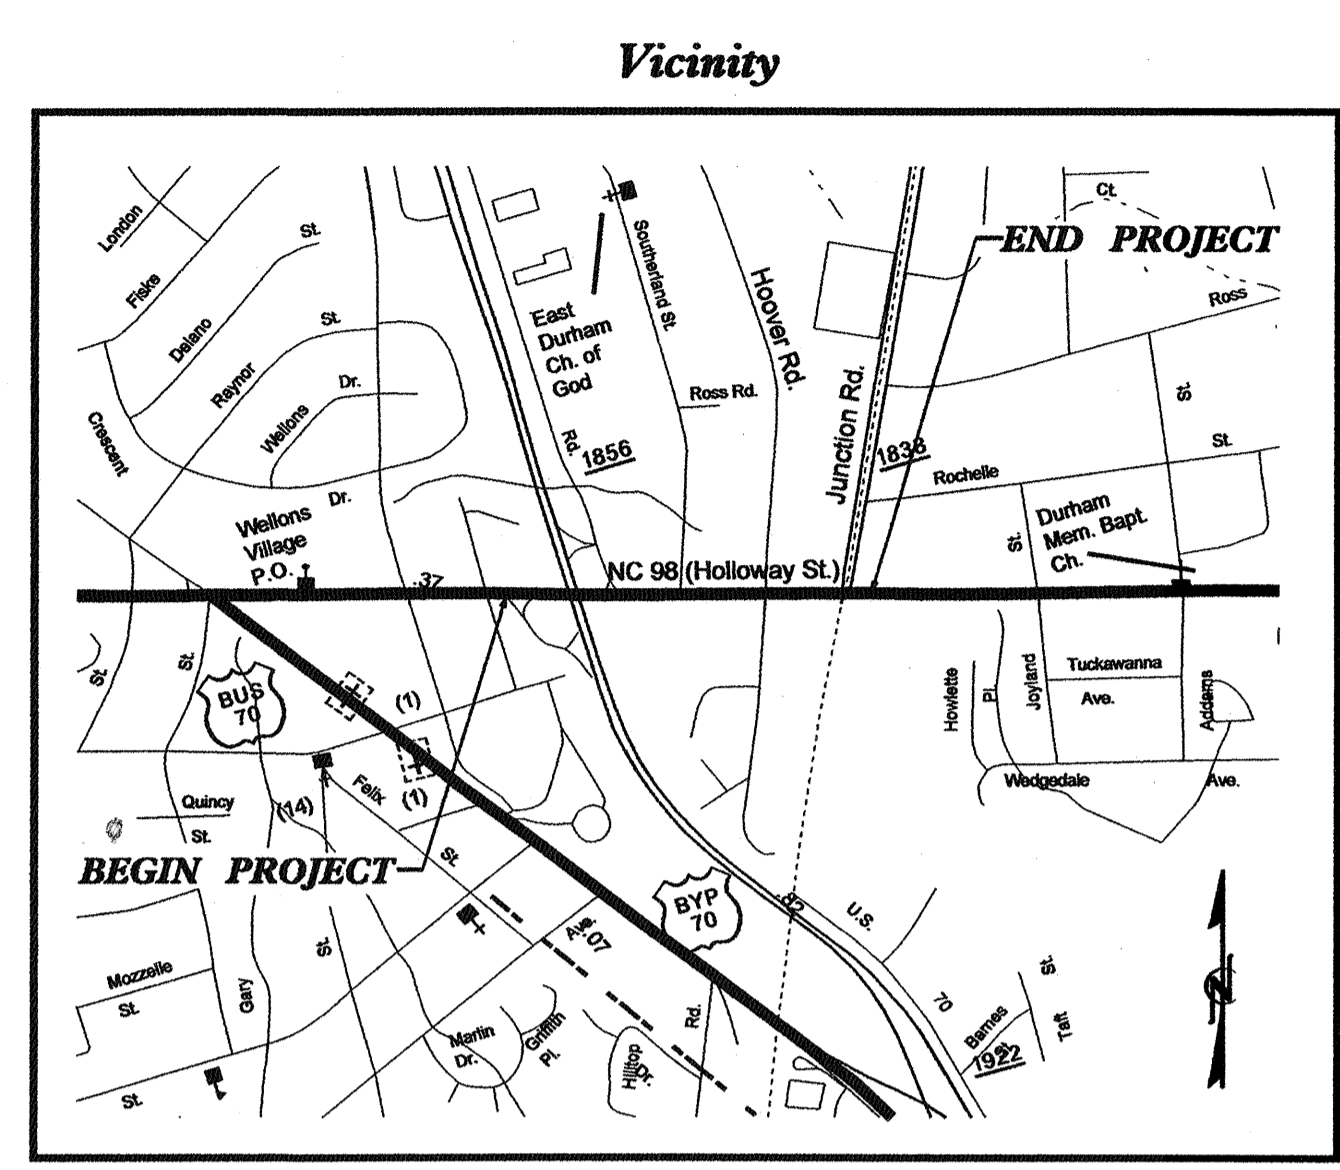 Vicinity
London
Fiske
Delano
St.
Raynor
St.
Wellons
Dr.
Crescent
Dr.
Wellons
Village
P.O.
.37
East
Durham
Ch. of
God
Southerland St.
Rd.
1856
Ross Rd.
Hoover Rd.
Junction Rd.
1838
END PROJECT
Ct.
Ross
St.
St.
Rochelle
St.
Durham
Mem. Bapt.
Ch.
NC 98 (Holloway St.)
St.
St.
BUS
70
(1)
(1)
Quincy
St.
(14)
Felix
St.
BEGIN PROJECT
Howlette
Pl.
Joyland
Tuckawanna
Ave.
Addams
Wedgedale
Ave.
BYP
70
.82
U.S.
70
Ave.
.07
Mozzelle
St.
Gary
St.
St.
Martin
Dr.
Griffith
Pl.
Hilltop
Dr.
Rd.
Barnes
St.
1922
St.
Taft
N